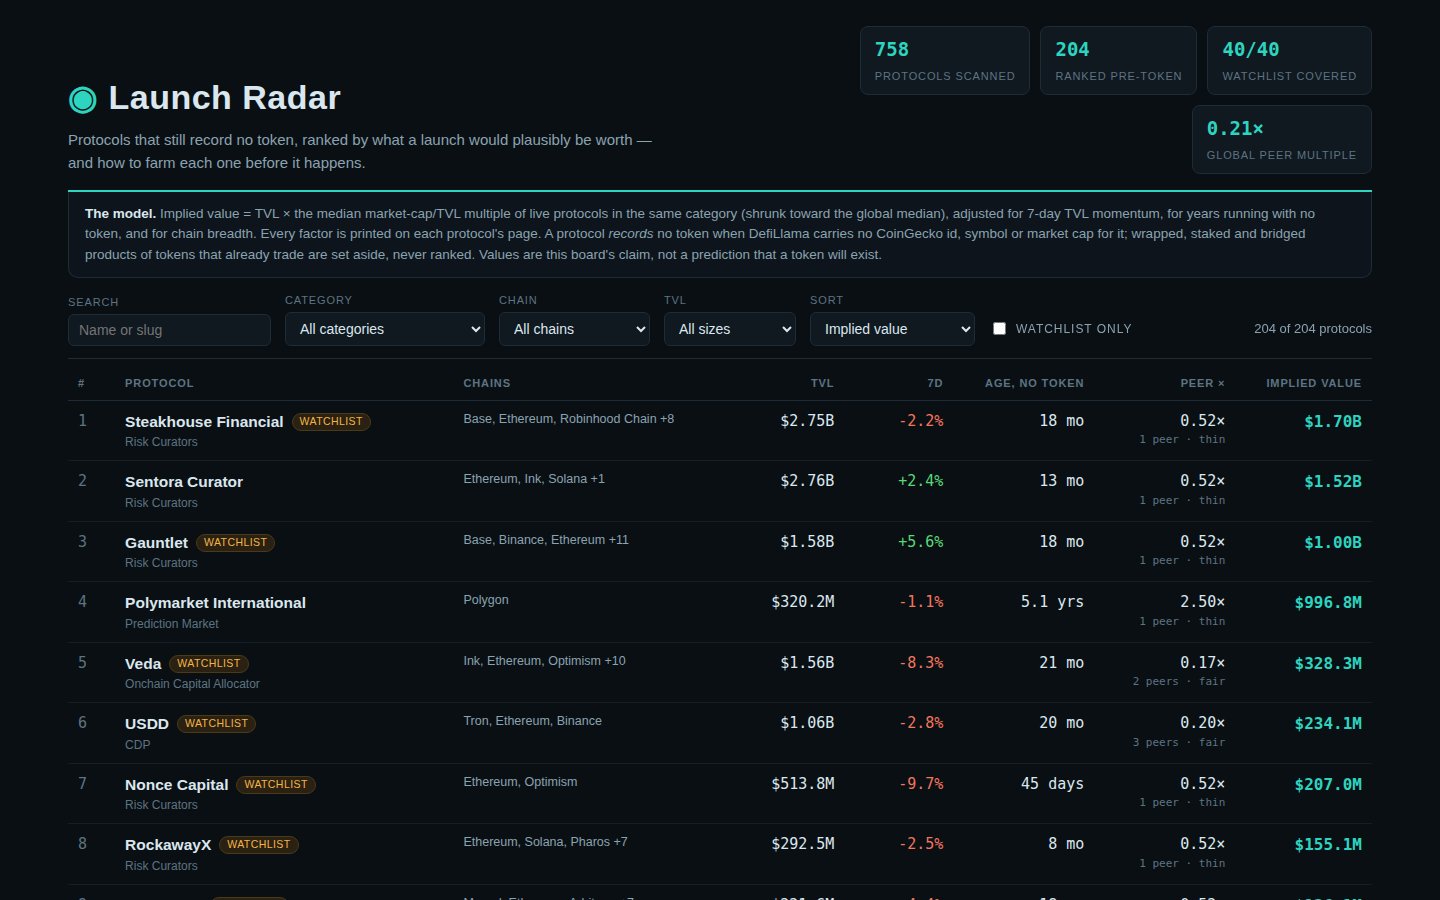 758
PROTOCOLS SCANNED
204
RANKED PRE-TOKEN
40/40
WATCHLIST COVERED
0.21×
GLOBAL PEER MULTIPLE
Launch Radar
Protocols that still record no token, ranked by what a launch would plausibly be worth —
and how to farm each one before it happens.
The model. Implied value = TVL × the median market-cap/TVL multiple of live protocols in the same category (shrunk toward the global median), adjusted for 7-day TVL momentum, for years running with no
token, and for chain breadth. Every factor is printed on each protocol's page. A protocol records no token when DefiLlama carries no CoinGecko id, symbol or market cap for it; wrapped, staked and bridged
products of tokens that already trade are set aside, never ranked. Values are this board's claim, not a prediction that a token will exist.
SEARCH CATEGORY CHAIN TVL SORT
Name or slug All categories All chains All sizes Implied value WATCHLIST ONLY 204 of 204 protocols
# PROTOCOL CHAINS TVL 7D AGE, NO TOKEN PEER × IMPLIED VALUE
1 Steakhouse Financial WATCHLIST Base, Ethereum, Robinhood Chain +8 $2.75B -2.2% 18 mo 0.52× $1.70B
Risk Curators 1 peer · thin
2 Sentora Curator Ethereum, Ink, Solana +1 $2.76B +2.4% 13 mo 0.52× $1.52B
Risk Curators 1 peer · thin
3 Gauntlet WATCHLIST Base, Binance, Ethereum +11 $1.58B +5.6% 18 mo 0.52× $1.00B
Risk Curators 1 peer · thin
4 Polymarket International Polygon $320.2M -1.1% 5.1 yrs 2.50× $996.8M
Prediction Market 1 peer · thin
5 Veda WATCHLIST Ink, Ethereum, Optimism +10 $1.56B -8.3% 21 mo 0.17× $328.3M
Onchain Capital Allocator 2 peers · fair
6 USDD WATCHLIST Tron, Ethereum, Binance $1.06B -2.8% 20 mo 0.20× $234.1M
CDP 3 peers · fair
7 Nonce Capital WATCHLIST Ethereum, Optimism $513.8M -9.7% 45 days 0.52× $207.0M
Risk Curators 1 peer · thin
8 RockawayX WATCHLIST Ethereum, Solana, Pharos +7 $292.5M -2.5% 8 mo 0.52× $155.1M
Risk Curators 1 peer · thin